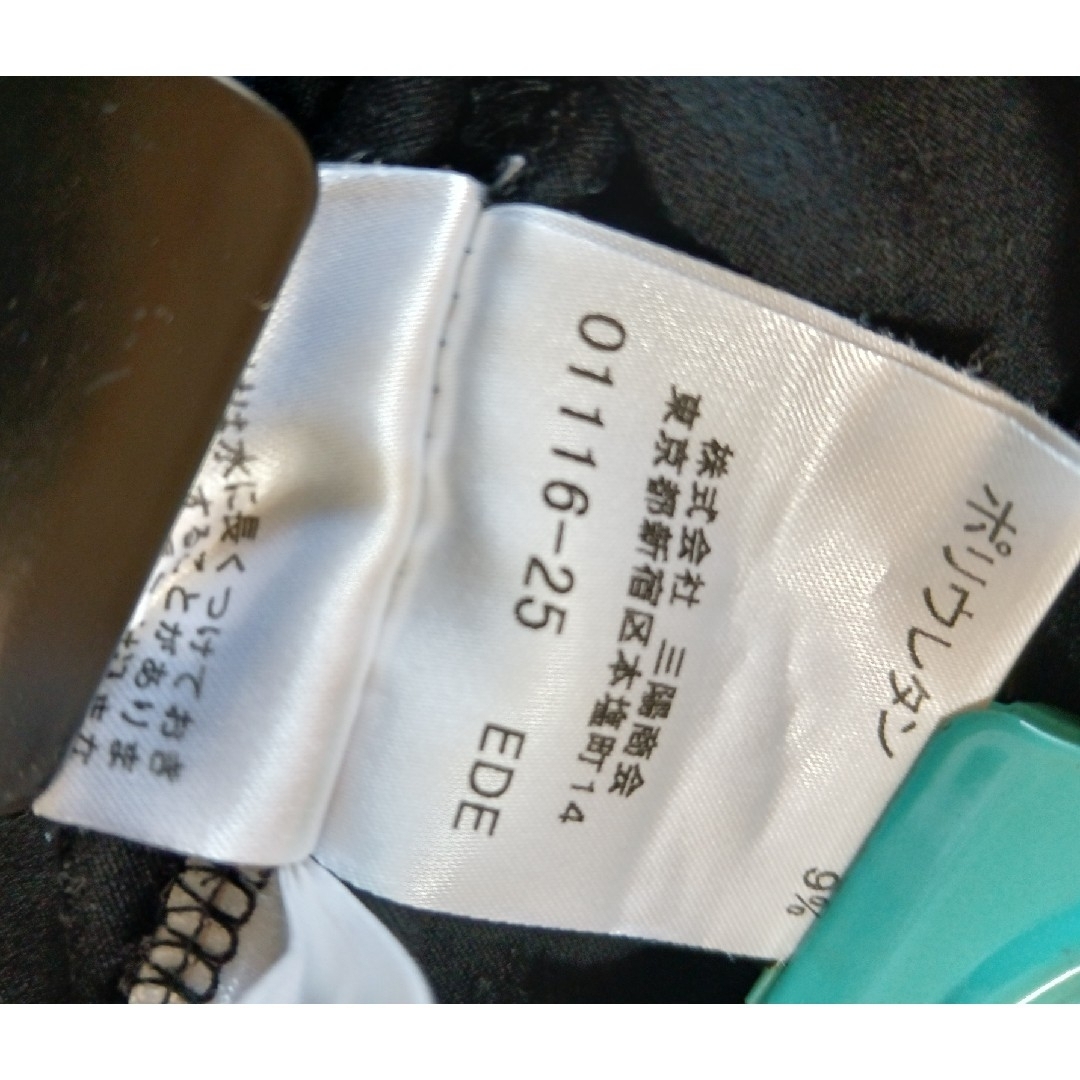 ポリウレタン
9%
株式会社 三陽商会
東京都新宿区本塩町14
01116-25 EDE
は水に長くつけておき
することがありま